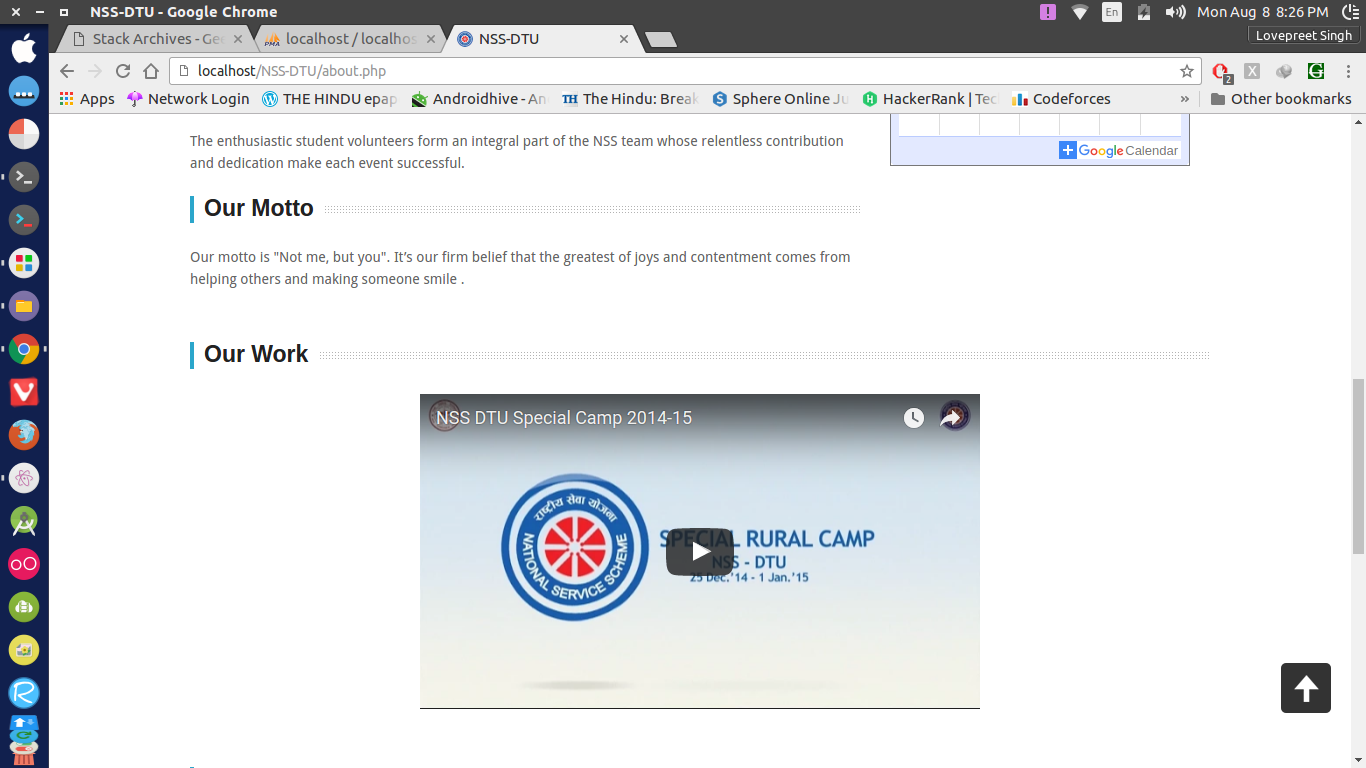 NSS-DTU - Google Chrome
En
Mon Aug 8 8:26 PM
Lovepreet Singh
Stack Archives - Ge
localhost / localhos
NSS-DTU
localhost/NSS-DTU/about.php
2
Apps
Network Login
THE HINDU epap
Androidhive - An
TH The Hindu: Break
Sphere Online Ju
HackerRank | Tec
Codeforces
»
Other bookmarks
The enthusiastic student volunteers form an integral part of the NSS team whose relentless contribution
and dedication make each event successful.
Google Calendar
Our Motto
Our motto is "Not me, but you". It’s our firm belief that the greatest of joys and contentment comes from
helping others and making someone smile .
Our Work
NSS DTU Special Camp 2014-15
राष्ट्रीय सेवा योजना
NATIONAL SERVICE SCHEME
SPECIAL RURAL CAMP
NSS - DTU
25 Dec.'14 - 1 Jan.'15